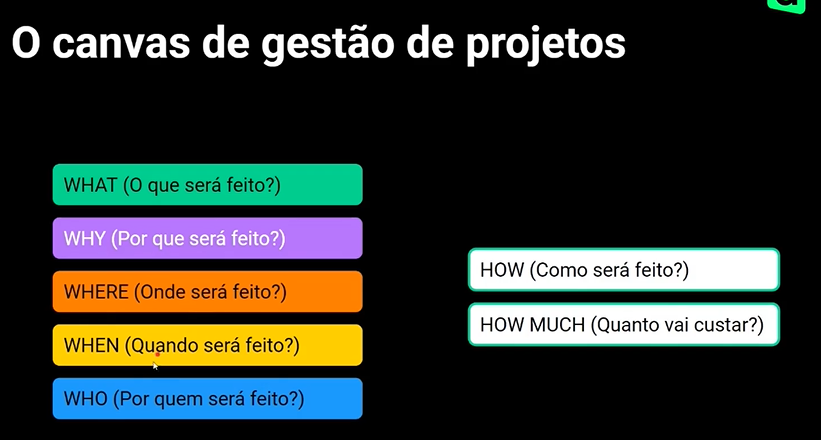 O canvas de gestão de projetos
WHAT (O que será feito?)
WHY (Por que será feito?)
WHERE (Onde será feito?)
WHEN (Quando será feito?)
WHO (Por quem será feito?)
HOW (Como será feito?)
HOW MUCH (Quanto vai custar?)